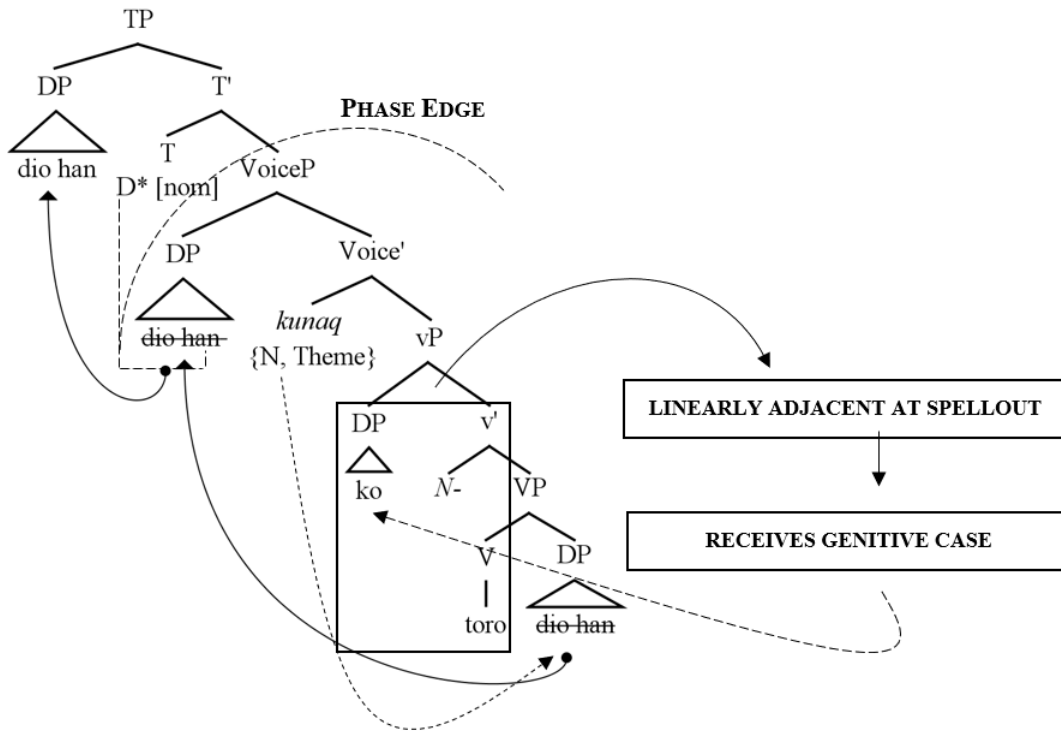 TP
DP T'
PHASE EDGE
dio han T VoiceP
D* [nom]
DP Voice'
dio han kunaq vP
{N, Theme}
DP v'
LINEARLY ADJACENT AT SPELLOUT
ko N- VP
V DP
RECEIVES GENITIVE CASE
toro dio han